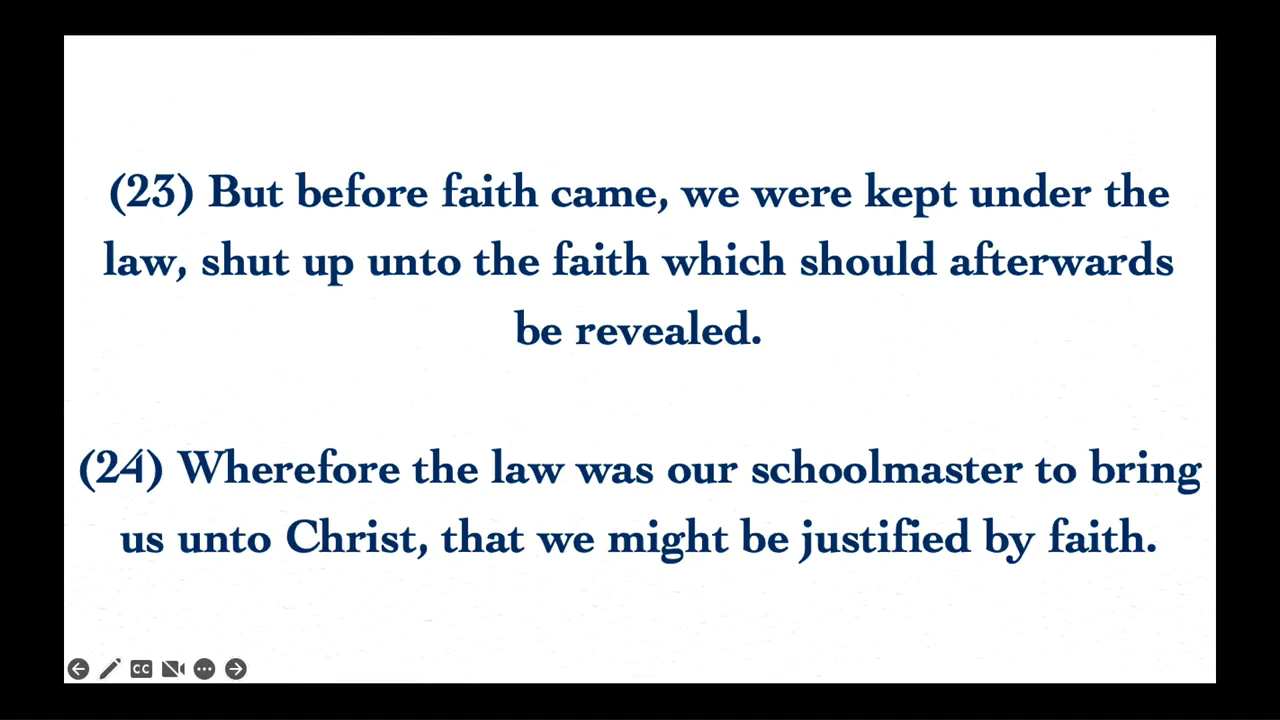 (23) But before faith came, we were kept under the
law, shut up unto the faith which should afterwards
be revealed.
(24) Wherefore the law was our schoolmaster to bring
us unto Christ, that we might be justified by faith.
CC